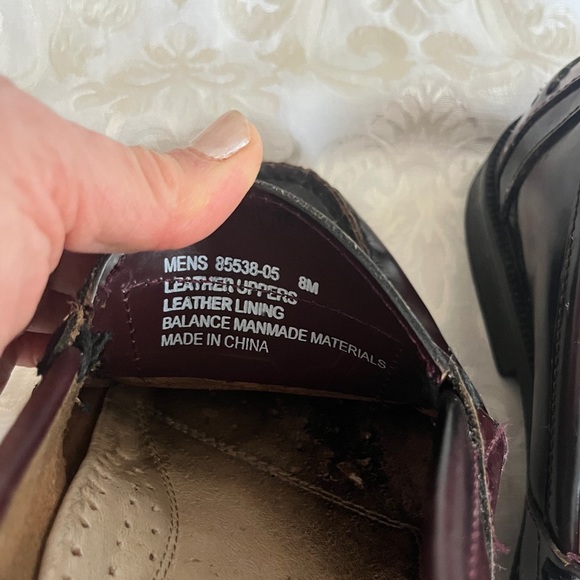 MENS 85538-05 8M
LEATHER UPPERS
LEATHER LINING
BALANCE MANMADE MATERIALS
MADE IN CHINA